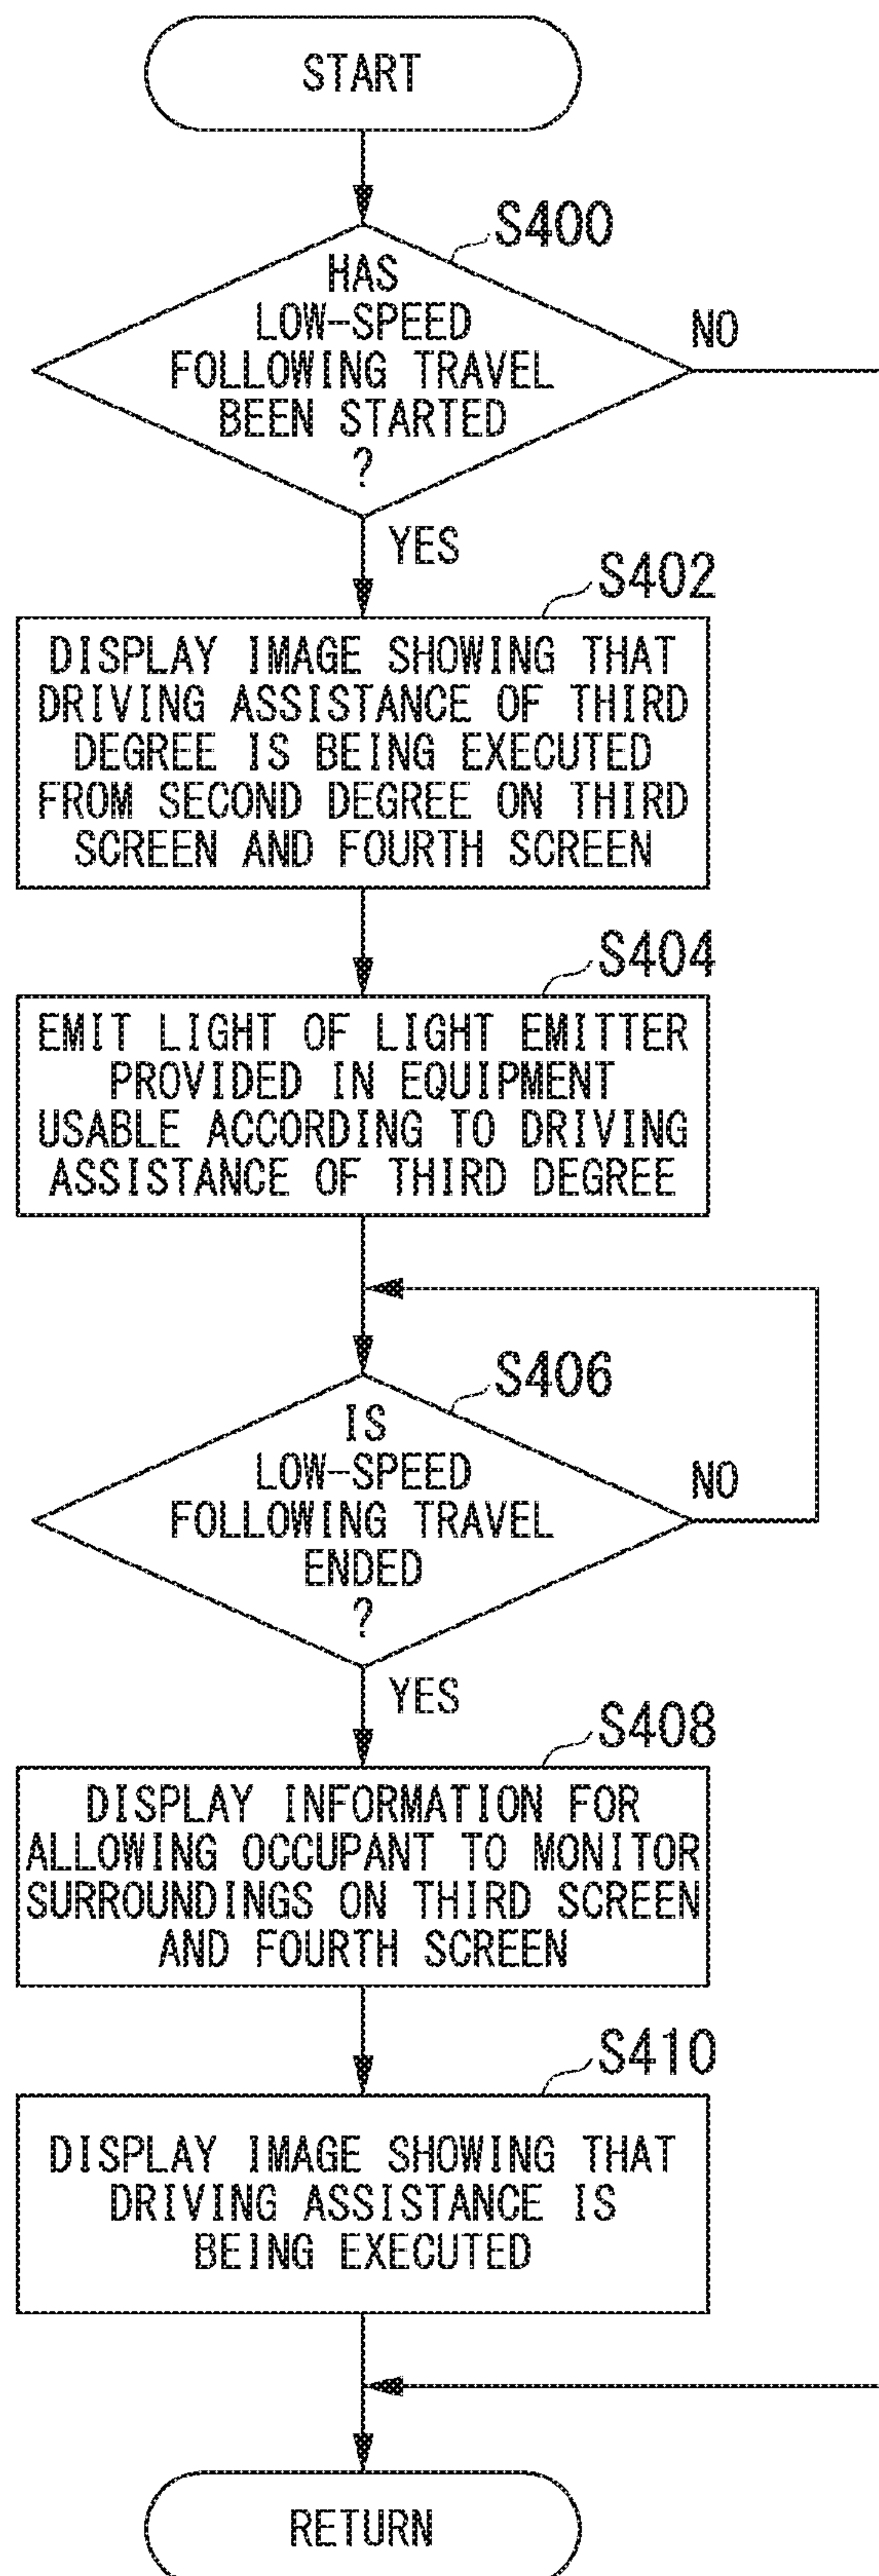 START
S400
HAS
LOW-SPEED
FOLLOWING TRAVEL
BEEN STARTED
?
NO
YES
S402
DISPLAY IMAGE SHOWING THAT
DRIVING ASSISTANCE OF THIRD
DEGREE IS BEING EXECUTED
FROM SECOND DEGREE ON THIRD
SCREEN AND FOURTH SCREEN
S404
EMIT LIGHT OF LIGHT EMITTER
PROVIDED IN EQUIPMENT
USABLE ACCORDING TO DRIVING
ASSISTANCE OF THIRD DEGREE
S406
IS
LOW-SPEED
FOLLOWING TRAVEL
ENDED
?
NO
YES
S408
DISPLAY INFORMATION FOR
ALLOWING OCCUPANT TO MONITOR
SURROUNDINGS ON THIRD SCREEN
AND FOURTH SCREEN
S410
DISPLAY IMAGE SHOWING THAT
DRIVING ASSISTANCE IS
BEING EXECUTED
RETURN